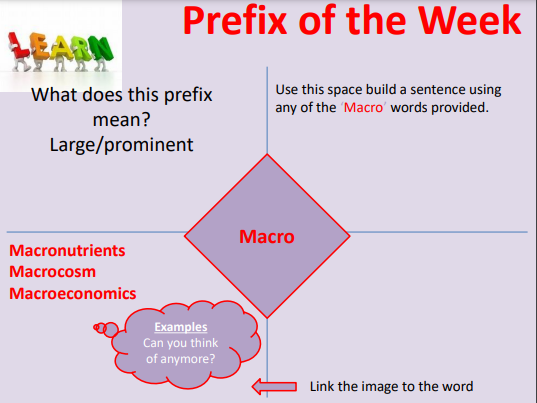 LEARN
Prefix of the Week
What does this prefix
mean?
Large/prominent
Use this space build a sentence using
any of the ‘Macro’ words provided.
Macro
Macronutrients
Macrocosm
Macroeconomics
Examples
Can you think
of anymore?
Link the image to the word